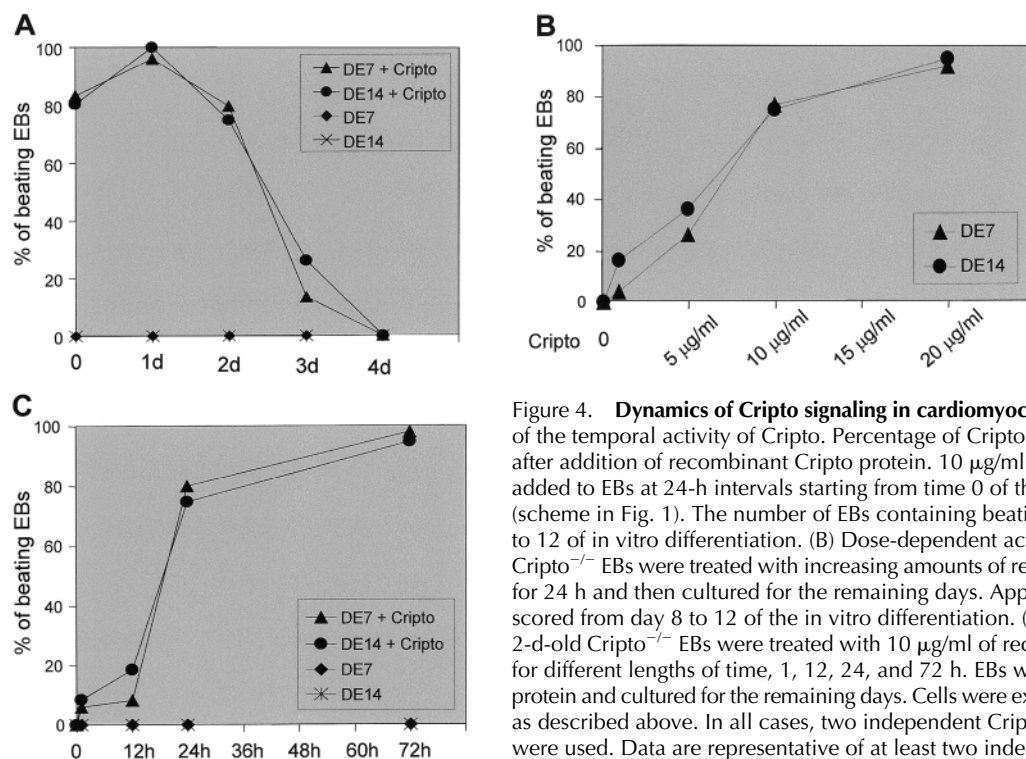 A
100
80
60
40
20
0
% of beating EBs
DE7 + Cripto
DE14 + Cripto
DE7
DE14
0 1d 2d 3d 4d
B
100
80
60
40
20
0
% of beating EBs
DE7
DE14
Cripto 0 5 µg/ml 10 µg/ml 15 µg/ml 20 µg/ml
C
100
80
60
40
20
0
% of beating EBs
DE7 + Cripto
DE14 + Cripto
DE7
DE14
0 12h 24h 36h 48h 60h 72h
Figure 4. Dynamics of Cripto signaling in cardiomyoc
of the temporal activity of Cripto. Percentage of Cripto
after addition of recombinant Cripto protein. 10 µg/ml
added to EBs at 24-h intervals starting from time 0 of th
(scheme in Fig. 1). The number of EBs containing beati
to 12 of in vitro differentiation. (B) Dose-dependent ac
Cripto−/− EBs were treated with increasing amounts of re
for 24 h and then cultured for the remaining days. App
scored from day 8 to 12 of the in vitro differentiation. (
2-d-old Cripto−/− EBs were treated with 10 µg/ml of rec
for different lengths of time, 1, 12, 24, and 72 h. EBs w
protein and cultured for the remaining days. Cells were ex
as described above. In all cases, two independent Crip
were used. Data are representative of at least two inde